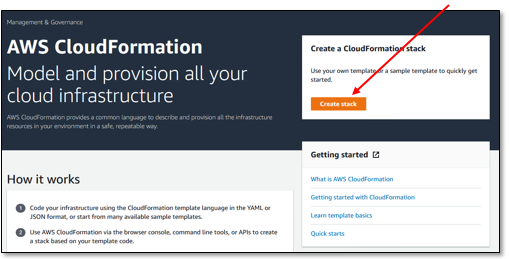 Management & Governance
AWS CloudFormation
Model and provision all your
cloud infrastructure
AWS CloudFormation provides a common language to describe and provision all the infrastructure
resources in your environment in a safe, repeatable way.
Create a CloudFormation stack
Use your own template or a sample template to quickly get
started.
Create stack
Getting started
What is AWS CloudFormation
Getting started with CloudFormation
Learn template basics
Quick starts
How it works
1 Code your infrastructure using the CloudFormation template language in the YAML or
JSON format, or start from many available sample templates.
2 Use AWS CloudFormation via the browser console, command line tools, or APIs to create
a stack based on your template code.